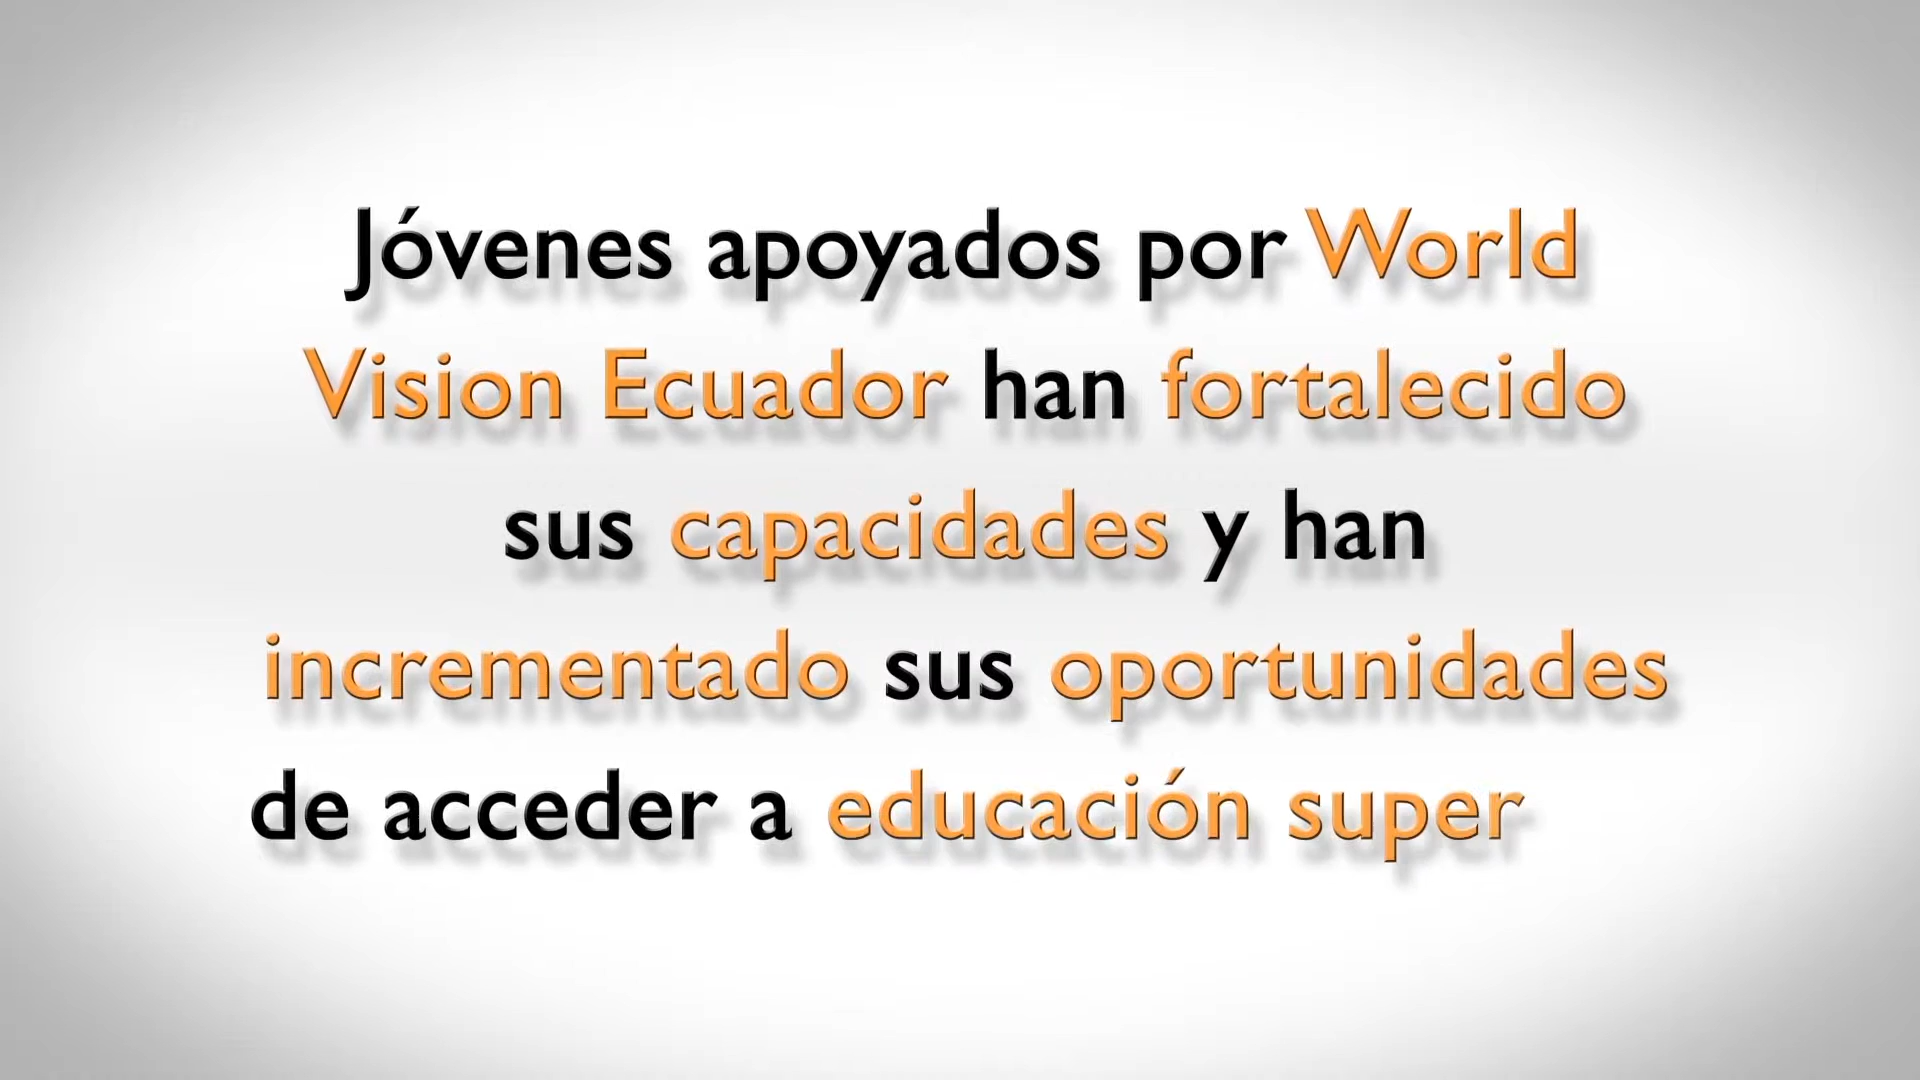 Jóvenes apoyados por World
Vision Ecuador han fortalecido
sus capacidades y han
incrementado sus oportunidades
de acceder a educación super